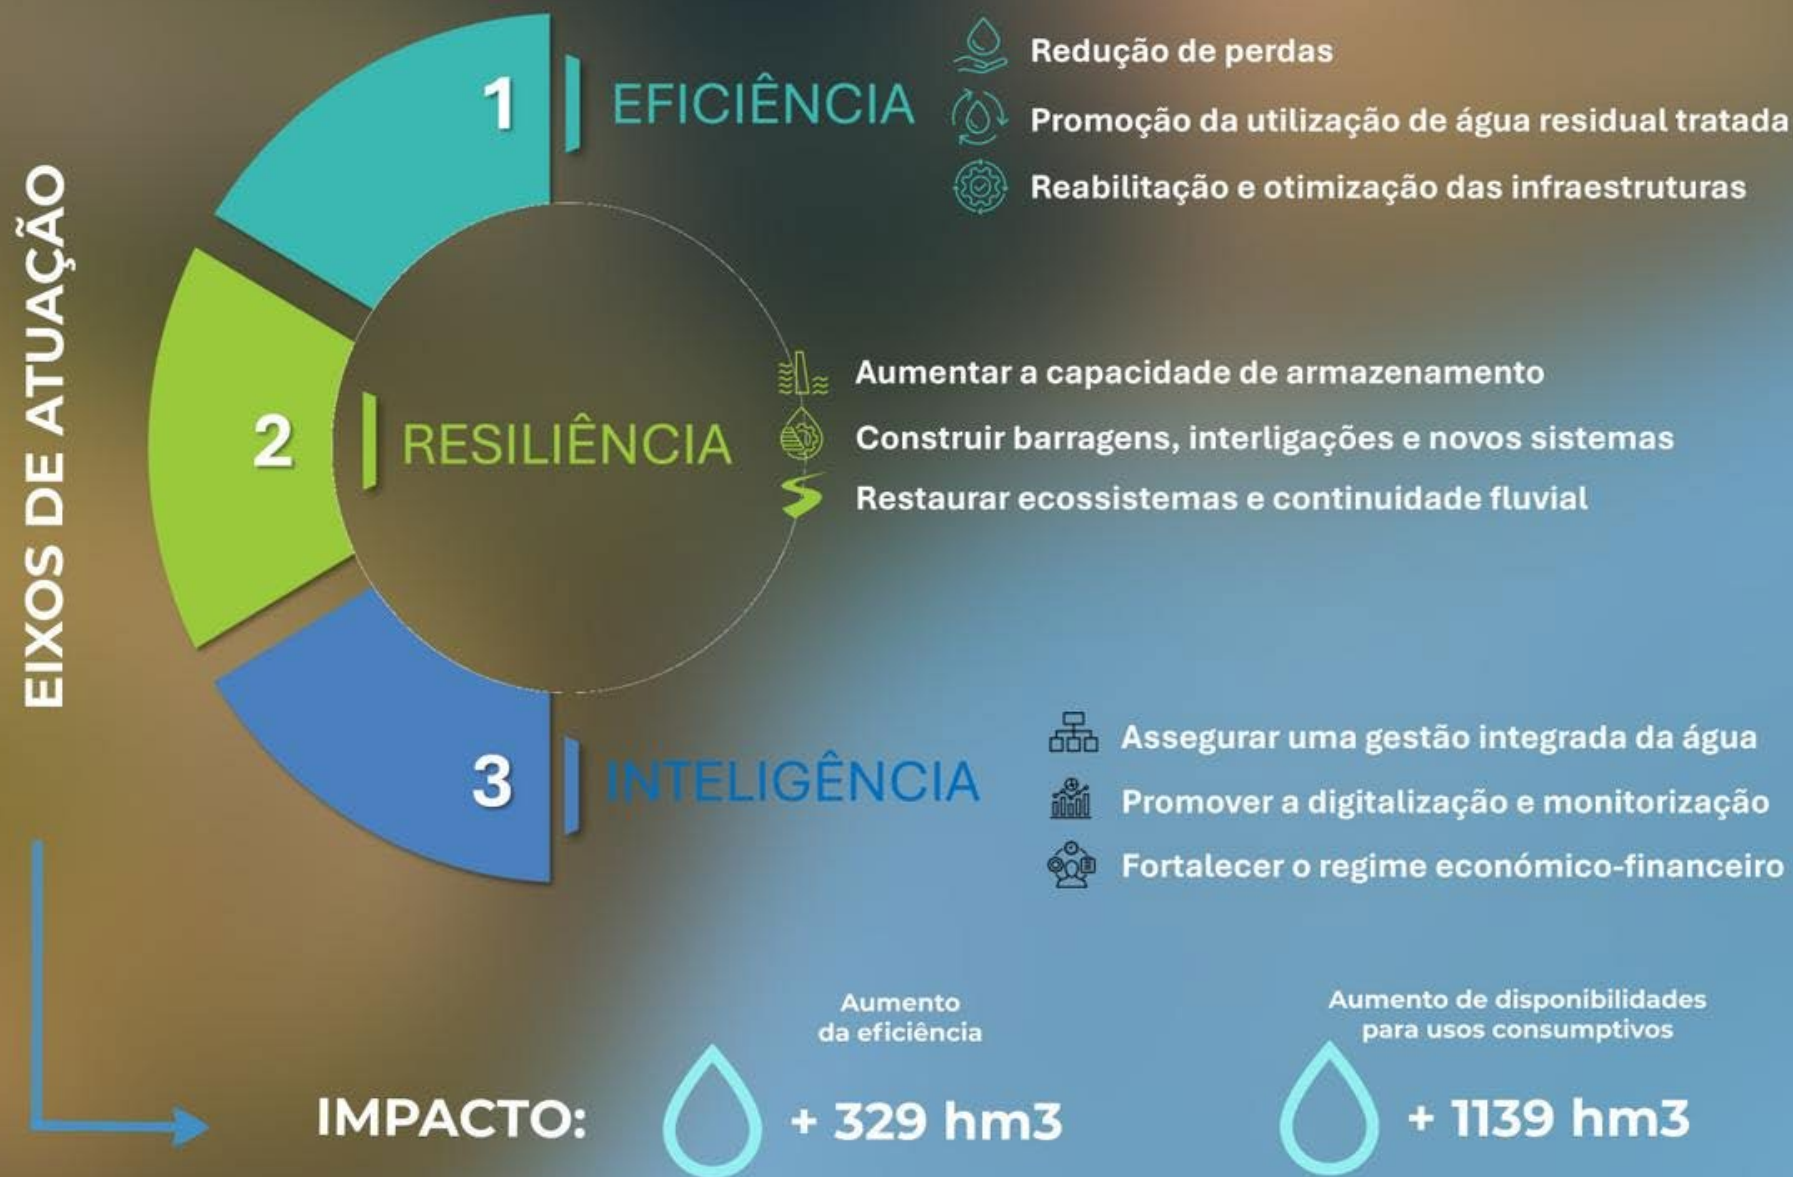 EIXOS DE ATUAÇÃO
1
EFICIÊNCIA
Redução de perdas
Promoção da utilização de água residual tratada
Reabilitação e otimização das infraestruturas
2
RESILIÊNCIA
Aumentar a capacidade de armazenamento
Construir barragens, interligações e novos sistemas
Restaurar ecossistemas e continuidade fluvial
3
INTELIGÊNCIA
Assegurar uma gestão integrada da água
Promover a digitalização e monitorização
Fortalecer o regime económico-financeiro
IMPACTO:
Aumento
da eficiência
+ 329 hm3
Aumento de disponibilidades
para usos consumptivos
+ 1139 hm3